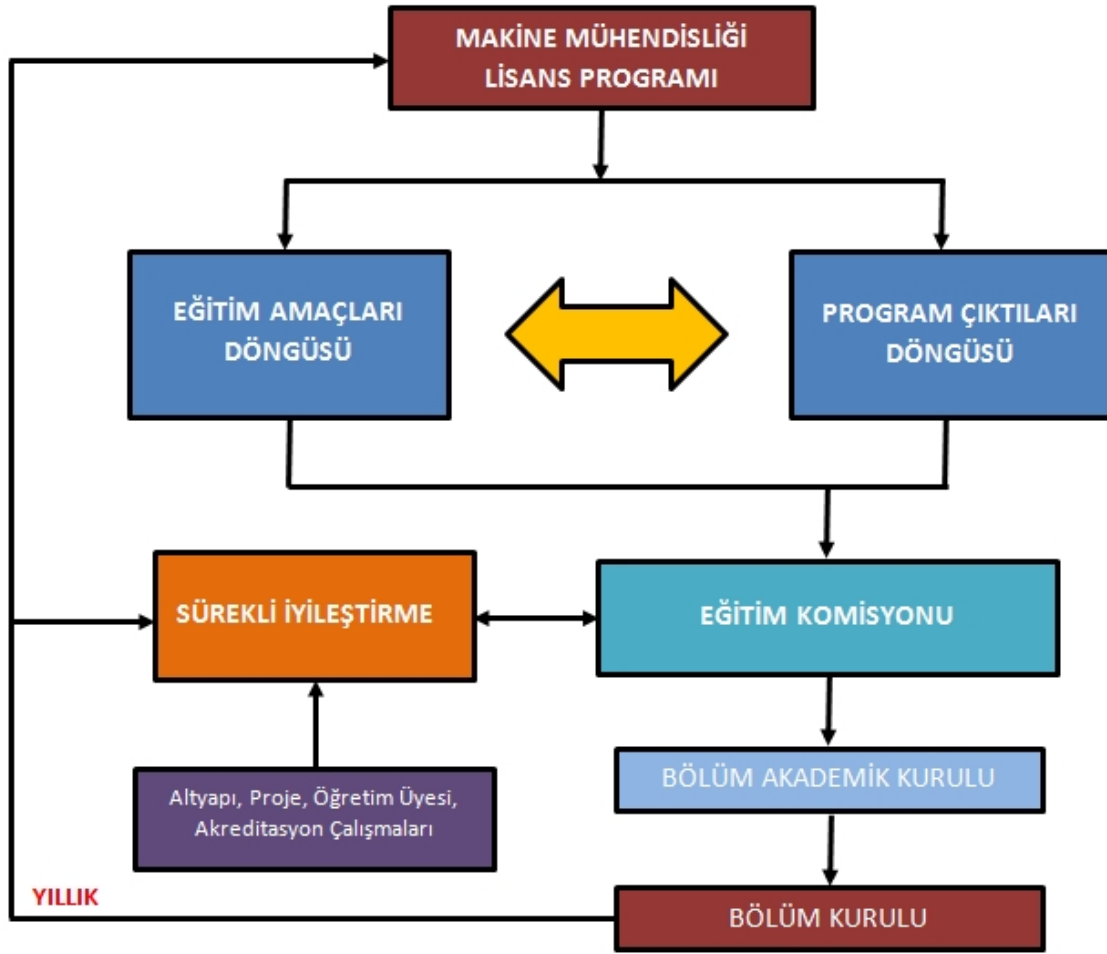 MAKİNE MÜHENDİSLİĞİ
LİSANS PROGRAMI
EĞİTİM AMAÇLARI
DÖNGÜSÜ
PROGRAM ÇIKTILARI
DÖNGÜSÜ
SÜREKLİ İYİLEŞTİRME
EĞİTİM KOMİSYONU
BÖLÜM AKADEMİK KURULU
Altyapı, Proje, Öğretim Üyesi,
Akreditasyon Çalışmaları
YILLIK
BÖLÜM KURULU